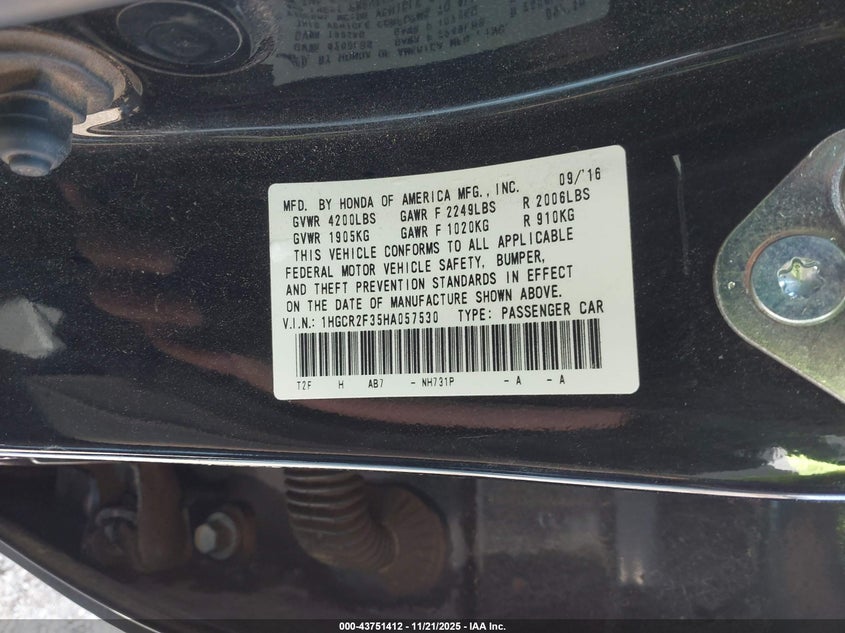 MFD. BY HONDA OF AMERICA MFG., INC. 09/'16
GVWR 4200LBS GAWR F 2249LBS R 2006LBS
GVWR 1905KG GAWR F 1020KG R 910KG
THIS VEHICLE CONFORMS TO ALL APPLICABLE
FEDERAL MOTOR VEHICLE SAFETY, BUMPER,
AND THEFT PREVENTION STANDARDS IN EFFECT
ON THE DATE OF MANUFACTURE SHOWN ABOVE.
V.I.N.: 1HGCR2F35HA057530 TYPE: PASSENGER CAR
T2F H AB7 - NH731P - A - A
000-43751412 - 11/21/2025 - IAA Inc.